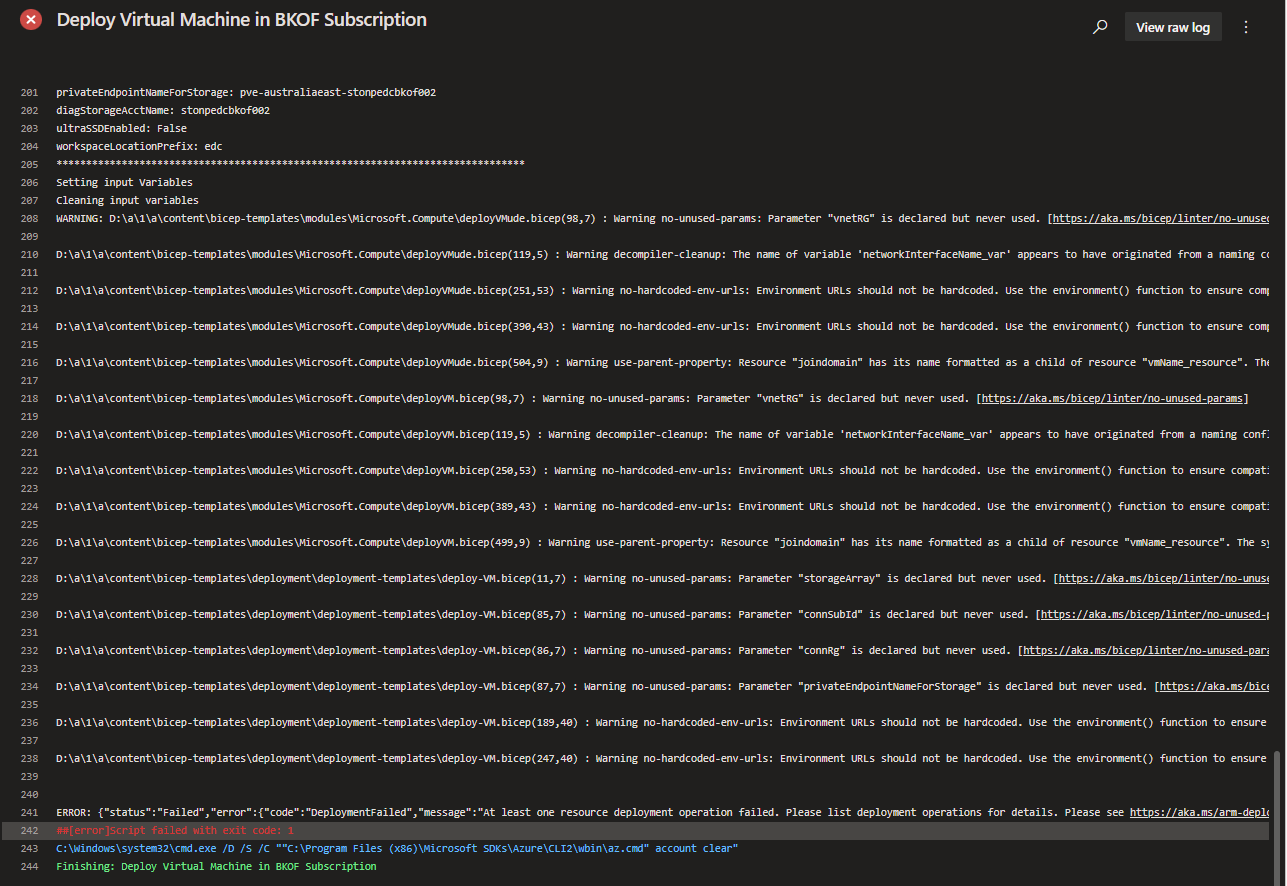 Deploy Virtual Machine in BKOF Subscription
View raw log
201 privateEndpointNameForStorage: pve-australiaeast-stonpedcbkof002
202 diagStorageAcctName: stonpedcbkof002
203 ultraSSDEnabled: False
204 workspaceLocationPrefix: edc
205 *******************************************************************************
206 Setting input Variables
207 Cleaning input variables
208 WARNING: D:\a\1\a\content\bicep-templates\modules\Microsoft.Compute\deployVMude.bicep(98,7) : Warning no-unused-params: Parameter "vnetRG" is declared but never used. [https://aka.ms/bicep/linter/no-unused
209
210 D:\a\1\a\content\bicep-templates\modules\Microsoft.Compute\deployVMude.bicep(119,5) : Warning decompiler-cleanup: The name of variable 'networkInterfaceName_var' appears to have originated from a naming co
211
212 D:\a\1\a\content\bicep-templates\modules\Microsoft.Compute\deployVMude.bicep(251,53) : Warning no-hardcoded-env-urls: Environment URLs should not be hardcoded. Use the environment() function to ensure comp
213
214 D:\a\1\a\content\bicep-templates\modules\Microsoft.Compute\deployVMude.bicep(390,43) : Warning no-hardcoded-env-urls: Environment URLs should not be hardcoded. Use the environment() function to ensure comp
215
216 D:\a\1\a\content\bicep-templates\modules\Microsoft.Compute\deployVMude.bicep(504,9) : Warning use-parent-property: Resource "joindomain" has its name formatted as a child of resource "vmName_resource". The
217
218 D:\a\1\a\content\bicep-templates\modules\Microsoft.Compute\deployVM.bicep(98,7) : Warning no-unused-params: Parameter "vnetRG" is declared but never used. [https://aka.ms/bicep/linter/no-unused-params]
219
220 D:\a\1\a\content\bicep-templates\modules\Microsoft.Compute\deployVM.bicep(119,5) : Warning decompiler-cleanup: The name of variable 'networkInterfaceName_var' appears to have originated from a naming confl
221
222 D:\a\1\a\content\bicep-templates\modules\Microsoft.Compute\deployVM.bicep(250,53) : Warning no-hardcoded-env-urls: Environment URLs should not be hardcoded. Use the environment() function to ensure compati
223
224 D:\a\1\a\content\bicep-templates\modules\Microsoft.Compute\deployVM.bicep(389,43) : Warning no-hardcoded-env-urls: Environment URLs should not be hardcoded. Use the environment() function to ensure compati
225
226 D:\a\1\a\content\bicep-templates\modules\Microsoft.Compute\deployVM.bicep(499,9) : Warning use-parent-property: Resource "joindomain" has its name formatted as a child of resource "vmName_resource". The sy
227
228 D:\a\1\a\content\bicep-templates\deployment\deployment-templates\deploy-VM.bicep(11,7) : Warning no-unused-params: Parameter "storageArray" is declared but never used. [https://aka.ms/bicep/linter/no-unuse
229
230 D:\a\1\a\content\bicep-templates\deployment\deployment-templates\deploy-VM.bicep(85,7) : Warning no-unused-params: Parameter "connSubId" is declared but never used. [https://aka.ms/bicep/linter/no-unused-p
231
232 D:\a\1\a\content\bicep-templates\deployment\deployment-templates\deploy-VM.bicep(86,7) : Warning no-unused-params: Parameter "connRg" is declared but never used. [https://aka.ms/bicep/linter/no-unused-para
233
234 D:\a\1\a\content\bicep-templates\deployment\deployment-templates\deploy-VM.bicep(87,7) : Warning no-unused-params: Parameter "privateEndpointNameForStorage" is declared but never used. [https://aka.ms/bice
235
236 D:\a\1\a\content\bicep-templates\deployment\deployment-templates\deploy-VM.bicep(189,40) : Warning no-hardcoded-env-urls: Environment URLs should not be hardcoded. Use the environment() function to ensure
237
238 D:\a\1\a\content\bicep-templates\deployment\deployment-templates\deploy-VM.bicep(247,40) : Warning no-hardcoded-env-urls: Environment URLs should not be hardcoded. Use the environment() function to ensure
239
240
241 ERROR: {"status":"Failed","error":{"code":"DeploymentFailed","message":"At least one resource deployment operation failed. Please list deployment operations for details. Please see https://aka.ms/arm-deplo
242 ##[error]Script failed with exit code: 1
243 C:\Windows\system32\cmd.exe /D /S /C ""C:\Program Files (x86)\Microsoft SDKs\Azure\CLI2\wbin\az.cmd" account clear"
244 Finishing: Deploy Virtual Machine in BKOF Subscription